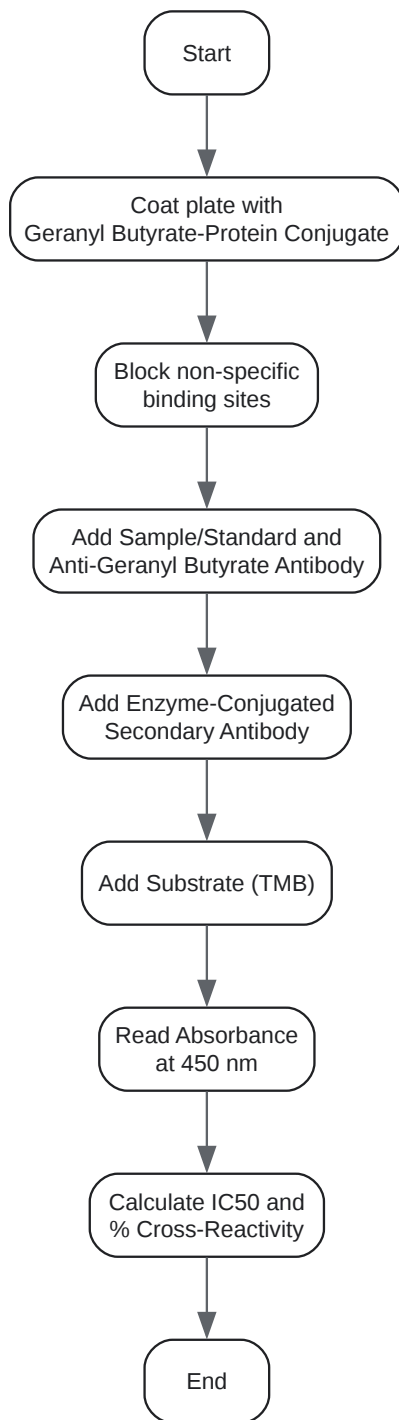 Start
Coat plate with
Geranyl Butyrate-Protein Conjugate
Block non-specific
binding sites
Add Sample/Standard and
Anti-Geranyl Butyrate Antibody
Add Enzyme-Conjugated
Secondary Antibody
Add Substrate (TMB)
Read Absorbance
at 450 nm
Calculate IC50 and
% Cross-Reactivity
End